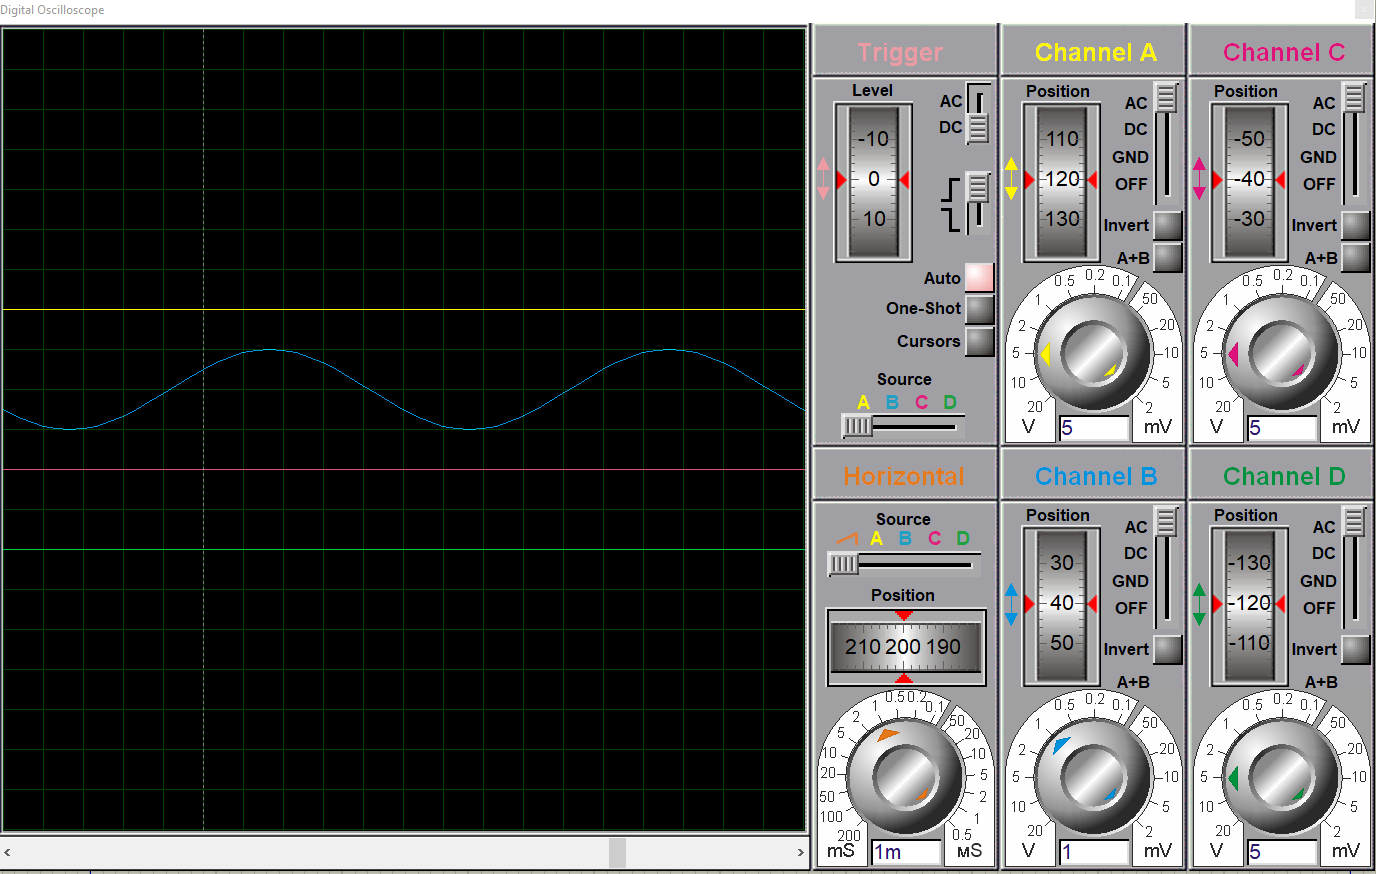 Digital Oscilloscope
Trigger
Level
-10
0
10
AC
DC
Auto
One-Shot
Cursors
Source
A B C D
Channel A
Position
110
120
130
AC
DC
GND
OFF
Invert
A+B
20 10 5 2 1 0.5 0.2 0.1 50 20 10 5 2
V
5
mV
Channel C
Position
-50
-40
-30
AC
DC
GND
OFF
Invert
A+B
20 10 5 2 1 0.5 0.2 0.1 50 20 10 5 2
V
5
mV
Horizontal
Source
A B C D
Position
210 200 190
200 100 50 20 10 5 2 1 0.5 0.2 0.1 50 20 10 5 2 1 0.5
mS
1m
мS
Channel B
Position
30
40
50
AC
DC
GND
OFF
Invert
A+B
20 10 5 2 1 0.5 0.2 0.1 50 20 10 5 2
V
1
mV
Channel D
Position
-130
-120
-110
AC
DC
GND
OFF
Invert
A+B
20 10 5 2 1 0.5 0.2 0.1 50 20 10 5 2
V
5
mV